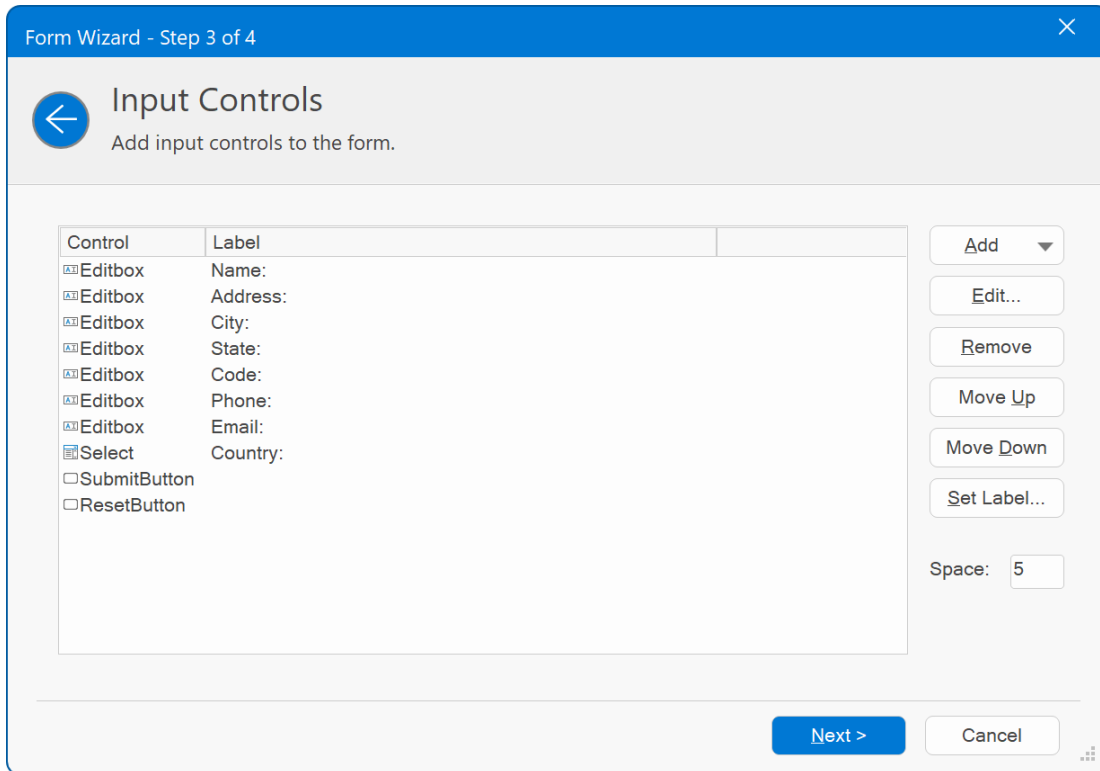 Form Wizard - Step 3 of 4
Input Controls
Add input controls to the form.
Control Label
Editbox Name:
Editbox Address:
Editbox City:
Editbox State:
Editbox Code:
Editbox Phone:
Editbox Email:
Select Country:
SubmitButton
ResetButton
Add
Edit...
Remove
Move Up
Move Down
Set Label...
Space: 5
Next > Cancel